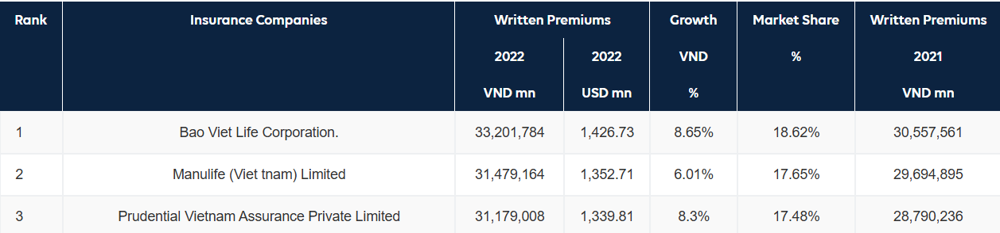 Rank Insurance Companies Written Premiums Growth Market Share Written Premiums
2022 2022 VND % 2021
VND mn USD mn % VND mn
1 Bao Viet Life Corporation. 33,201,784 1,426.73 8.65% 18.62% 30,557,561
2 Manulife (Viet tnam) Limited 31,479,164 1,352.71 6.01% 17.65% 29,694,895
3 Prudential Vietnam Assurance Private Limited 31,179,008 1,339.81 8.3% 17.48% 28,790,236